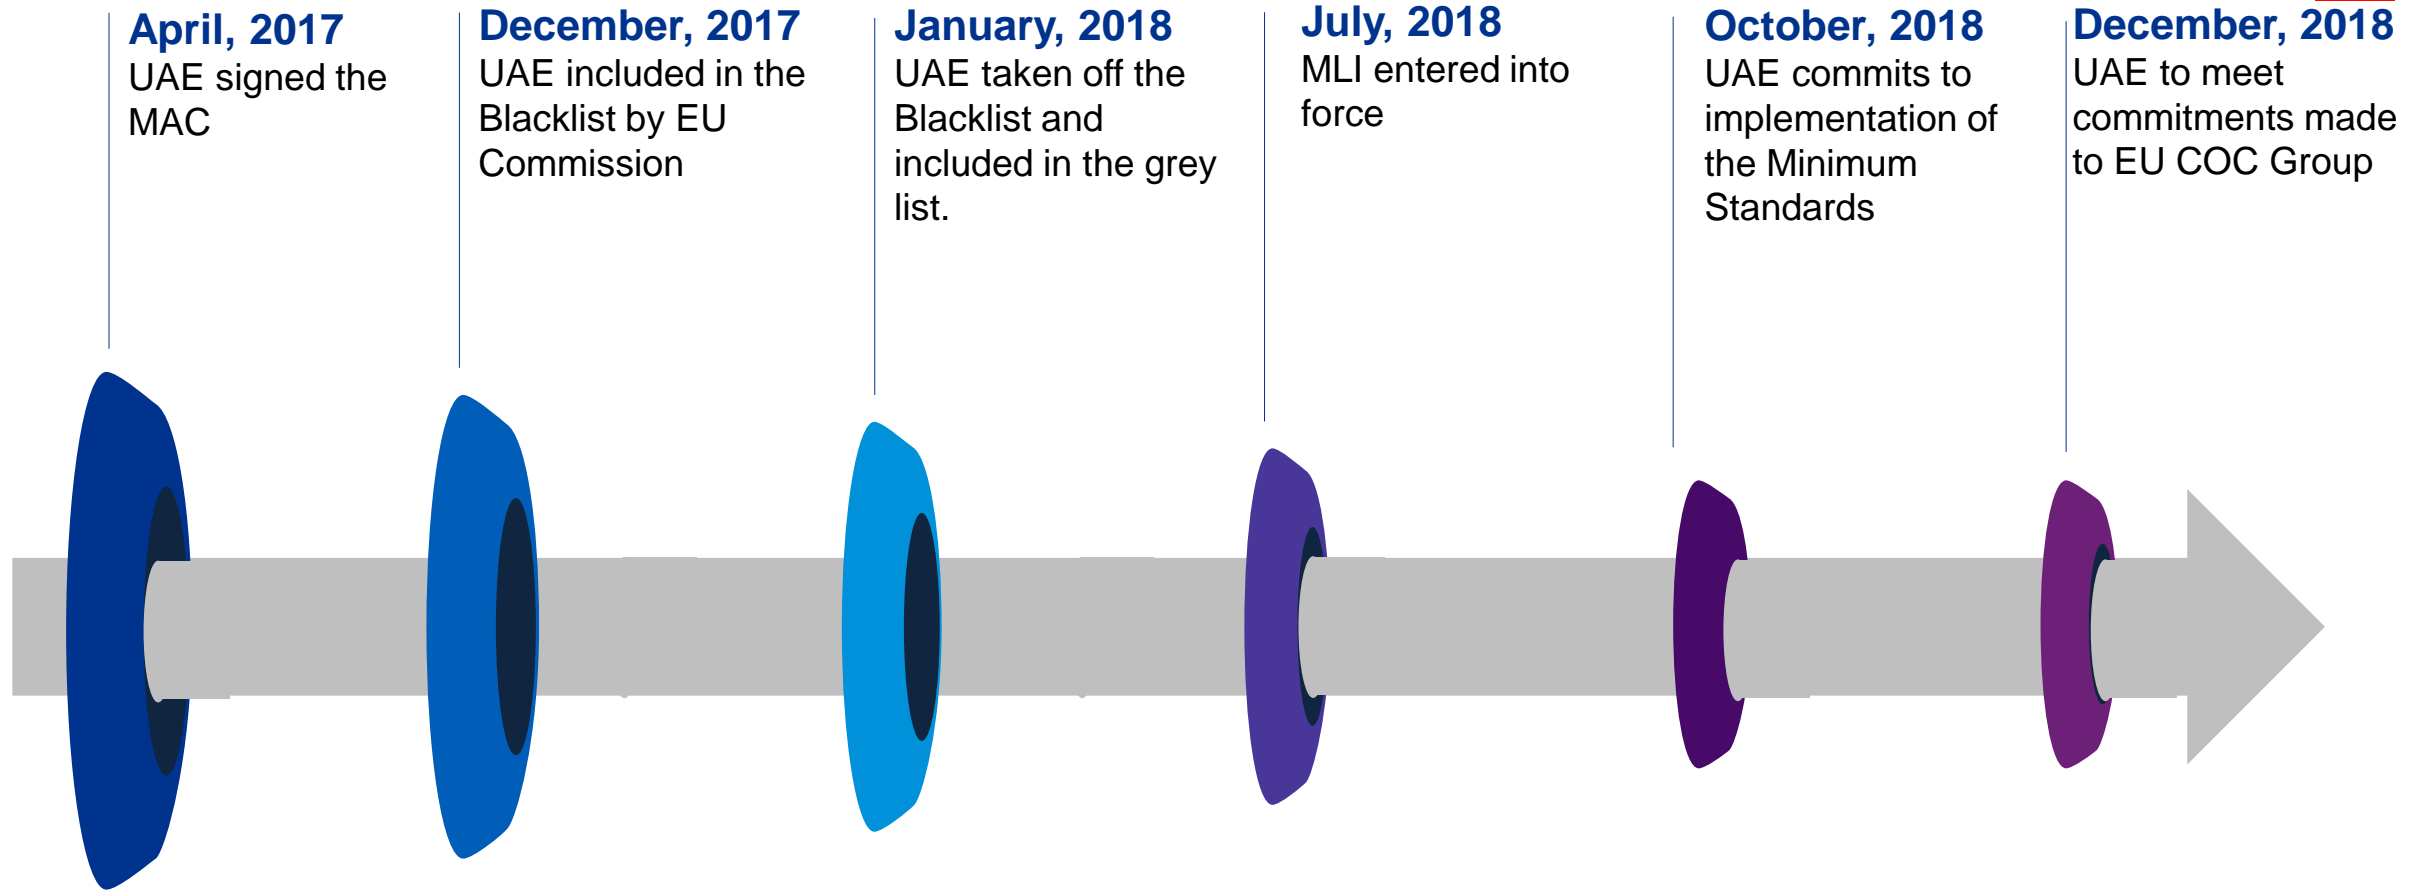 April, 2017
UAE signed the
MAC
December, 2017
UAE included in the
Blacklist by EU
Commission
January, 2018
UAE taken off the
Blacklist and
included in the grey
list.
July, 2018
MLI entered into
force
October, 2018
UAE commits to
implementation of
the Minimum
Standards
December, 2018
UAE to meet
commitments made
to EU COC Group